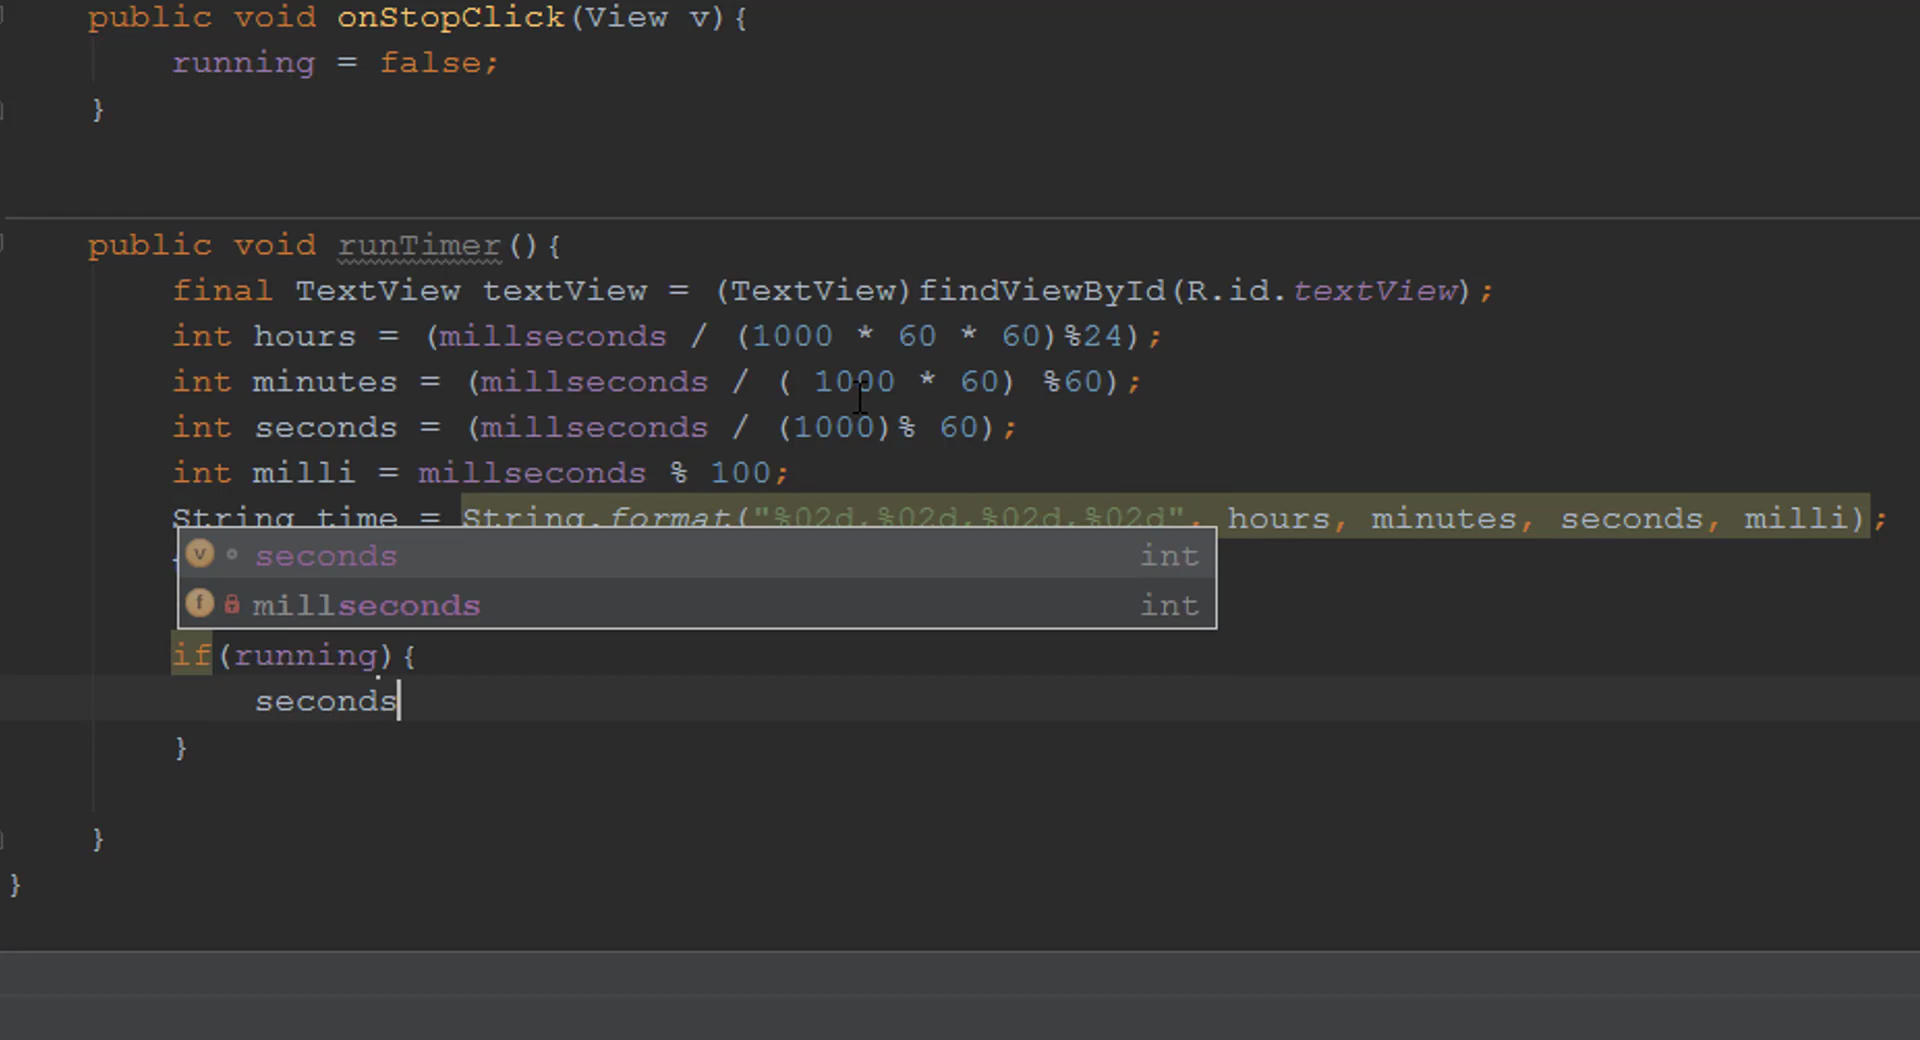 public void onStopClick(View v){
running = false;
}
public void runTimer(){
final TextView textView = (TextView)findViewById(R.id.textView);
int hours = (millseconds / (1000 * 60 * 60)%24);
int minutes = (millseconds / ( 1000 * 60) %60);
int seconds = (millseconds / (1000)% 60);
int milli = millseconds % 100;
String time = String.format("%02d,%02d,%02d,%02d", hours, minutes, seconds, milli);
v seconds int
f millseconds int
if(running){
seconds
}
}
}